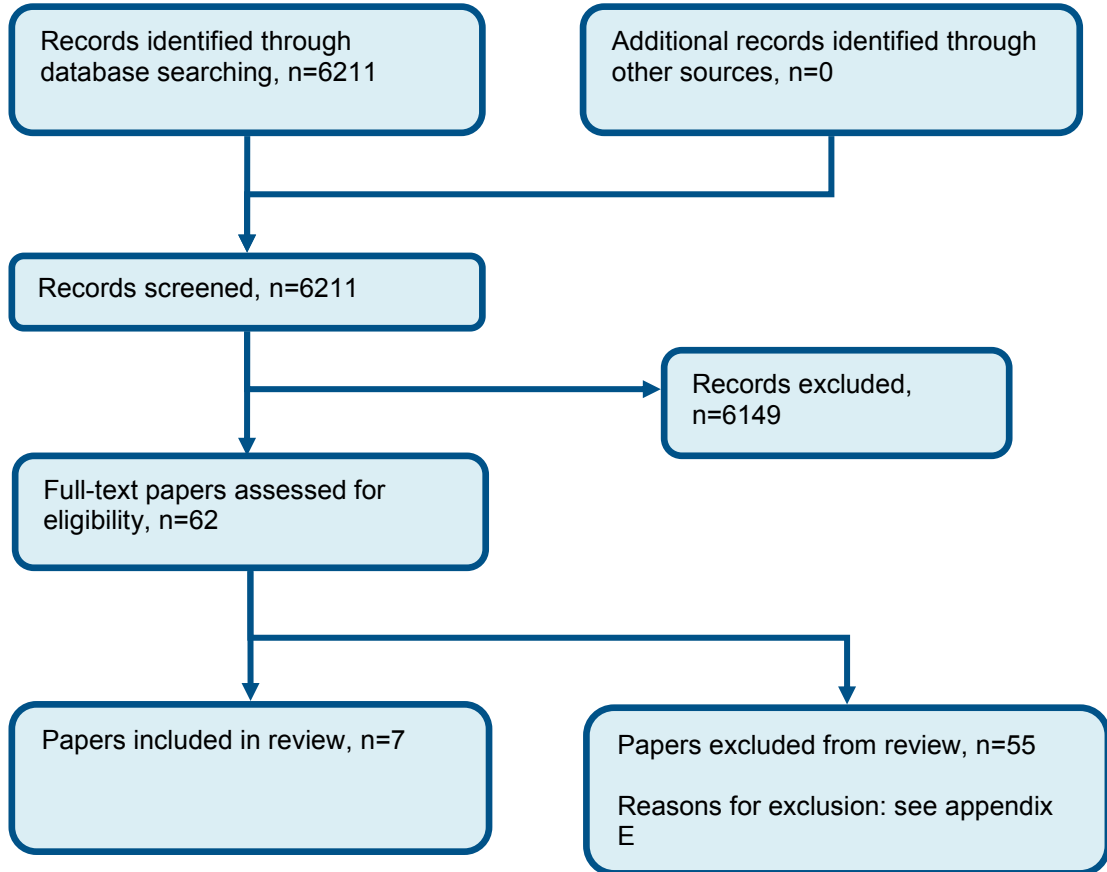 Records identified through
database searching, n=6211
Additional records identified through
other sources, n=0
Records screened, n=6211
Records excluded,
n=6149
Full-text papers assessed for
eligibility, n=62
Papers included in review, n=7
Papers excluded from review, n=55
Reasons for exclusion: see appendix
E